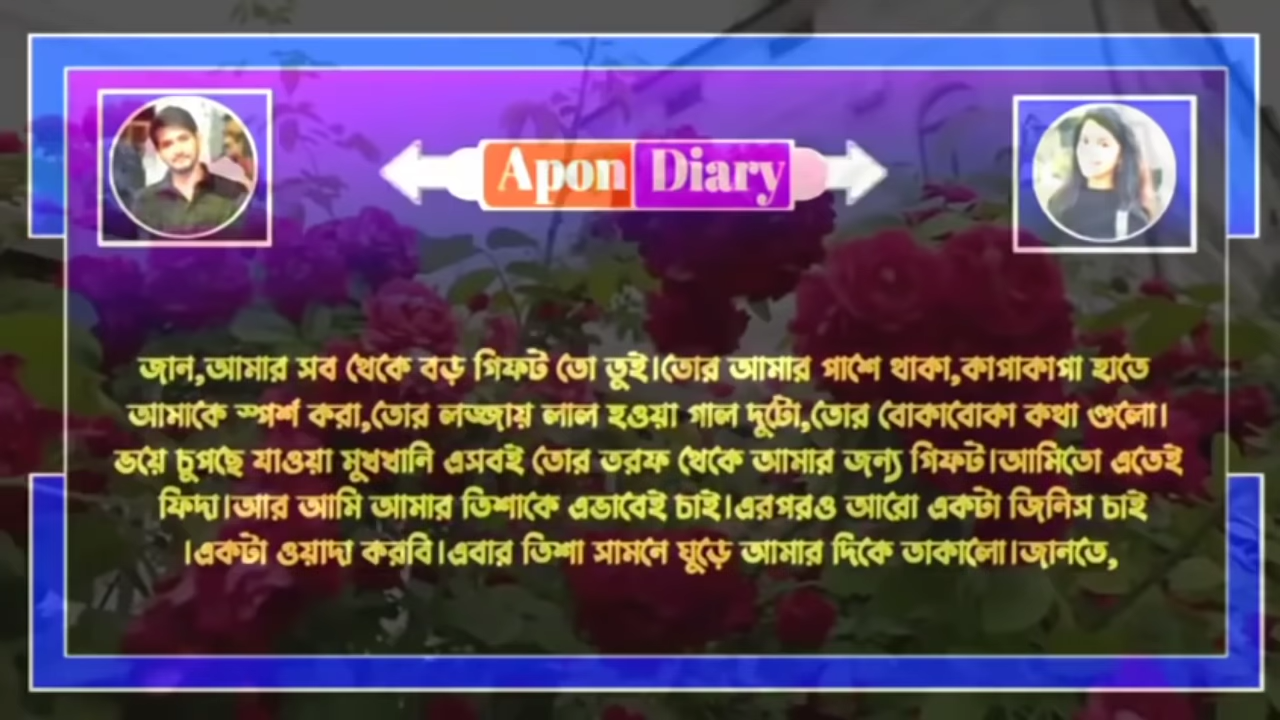 Apon Diary
জান,আমার সব থেকে বড় গিফট তো তুই।তোর আমার পাশে থাকা,কাপাকাপা হাতে
আমাকে স্পর্শ করা,তোর লজ্জায় লাল হওয়া গাল দুটো,তোর বোকাবোকা কথা গুলো।
ভয়ে চুপছে যাওয়া মুখখানি এসবই তোর তরফ থেকে আমার জন্য গিফট।আমিতো এতেই
ফিদা।আর আমি আমার তিশাকে এভাবেই চাই।এরপরও আরো একটা জিনিস চাই
।একটা ওয়াদা করবি।এবার তিশা সামনে ঘুড়ে আমার দিকে তাকালো।জানতে,